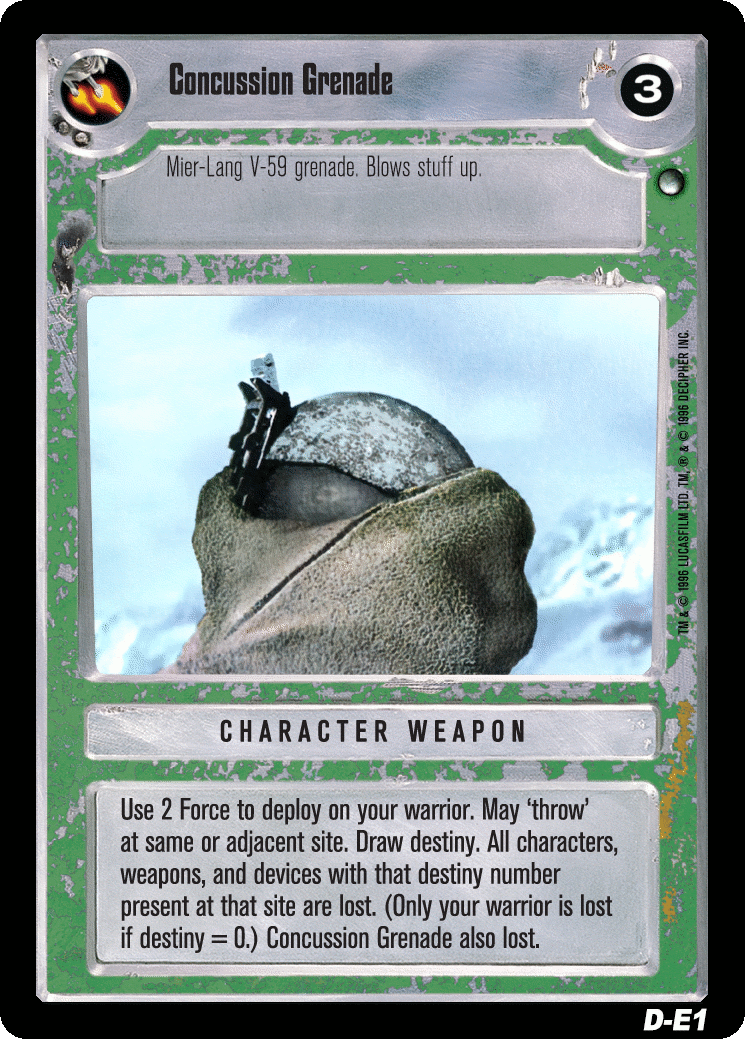 Concussion Grenade
3
Mier-Lang V-59 grenade. Blows stuff up.
TM & © 1996 LUCASFILM LTD. TM, ® & © 1996 DECIPHER INC.
CHARACTER WEAPON
Use 2 Force to deploy on your warrior. May ‘throw’
at same or adjacent site. Draw destiny. All characters,
weapons, and devices with that destiny number
present at that site are lost. (Only your warrior is lost
if destiny = 0.) Concussion Grenade also lost.
D-E1